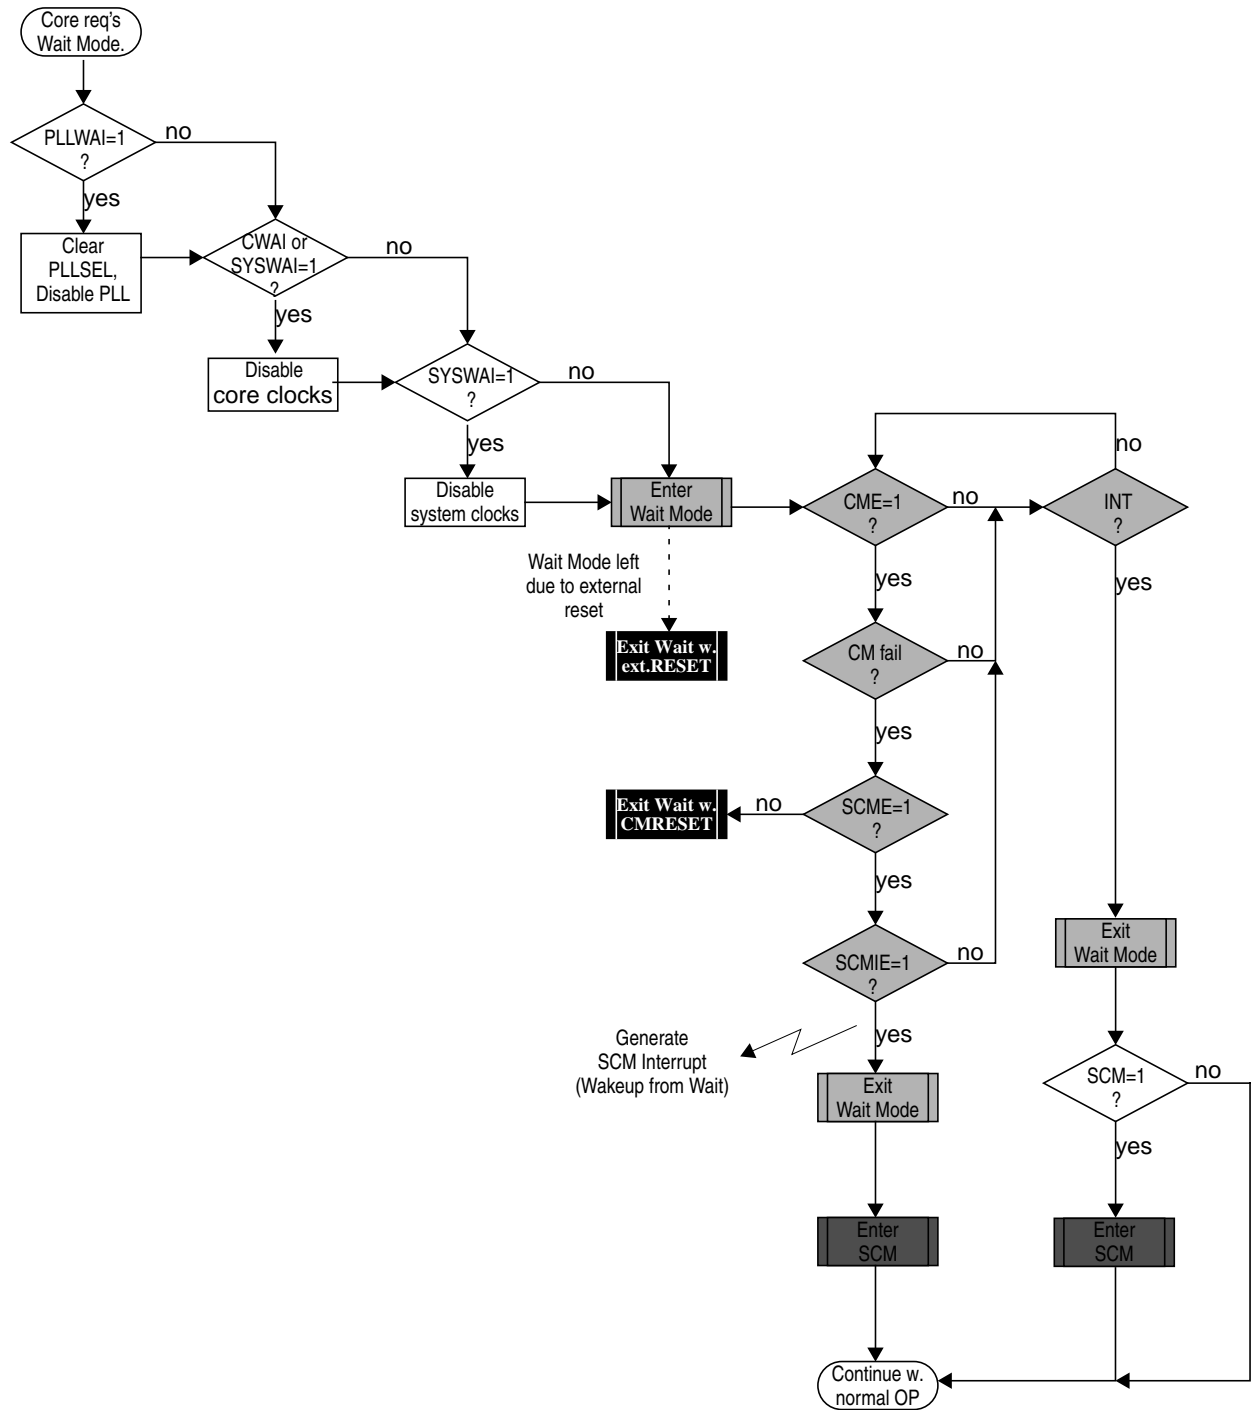 Core req's
Wait Mode.
PLLWAI=1
?
no
yes
Clear
PLLSEL,
Disable PLL
CWAI or
SYSWAI=1
?
no
yes
Disable
core clocks
SYSWAI=1
?
no
yes
Disable
system clocks
Enter
Wait Mode
Wait Mode left
due to external
reset
Exit Wait w.
ext.RESET
CME=1
?
no
yes
INT
?
no
yes
CM fail
?
no
yes
SCME=1
?
no
yes
Exit Wait w.
CMRESET
SCMIE=1
?
no
yes
Generate
SCM Interrupt
(Wakeup from Wait)
Exit
Wait Mode
Enter
SCM
Exit
Wait Mode
SCM=1
?
no
yes
Enter
SCM
Continue w.
normal OP